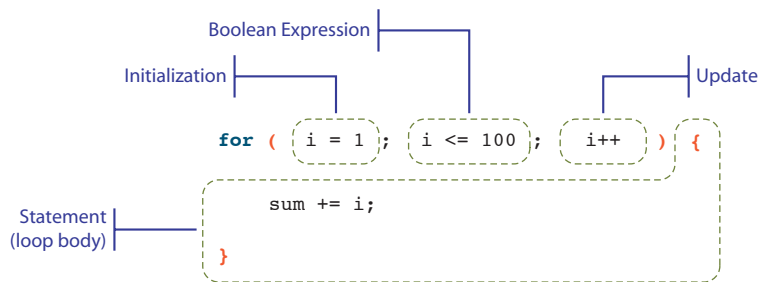 Boolean Expression
Initialization
Update
for ( i = 1; i <= 100; i++ ) {
sum += i;
Statement
(loop body)
}